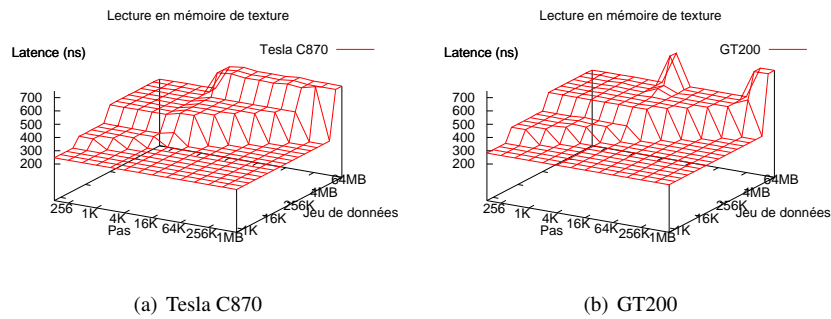 Lecture en mémoire de texture
Tesla C870
Latence (ns)
700
600
500
400
300
200
256
1K
4K
16K
64K
256K
1MB
Pas
1K
16K
256K
4MB
64MB
Jeu de données
(a) Tesla C870
Lecture en mémoire de texture
GT200
Latence (ns)
700
600
500
400
300
200
256
1K
4K
16K
64K
256K
1MB
Pas
1K
16K
256K
4MB
64MB
Jeu de données
(b) GT200